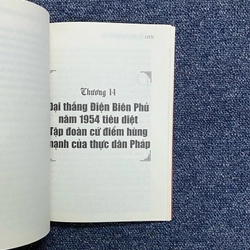 Chương 14
Đại thắng Điện Biên Phủ
năm 1954 tiêu diệt
Tập đoàn cứ điểm hùng
mạnh của thực dân Pháp